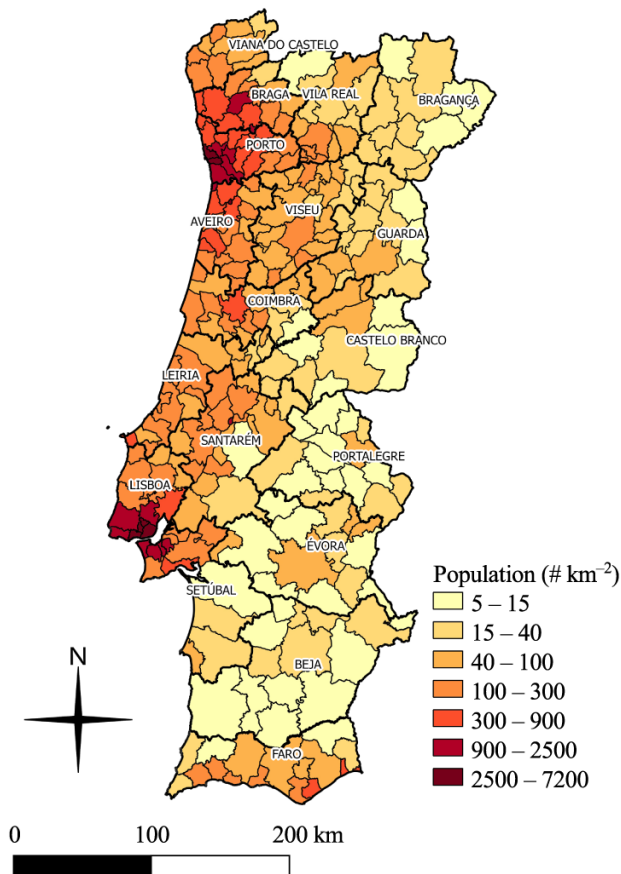 VIANA DO CASTELO
BRAGA
VILA REAL
BRAGANÇA
PORTO
AVEIRO
VISEU
GUARDA
COIMBRA
CASTELO BRANCO
LEIRIA
SANTARÉM
PORTALEGRE
LISBOA
ÉVORA
SETÚBAL
BEJA
FARO
Population (# km⁻²)
5 – 15
15 – 40
40 – 100
100 – 300
300 – 900
900 – 2500
2500 – 7200
N
0 100 200 km